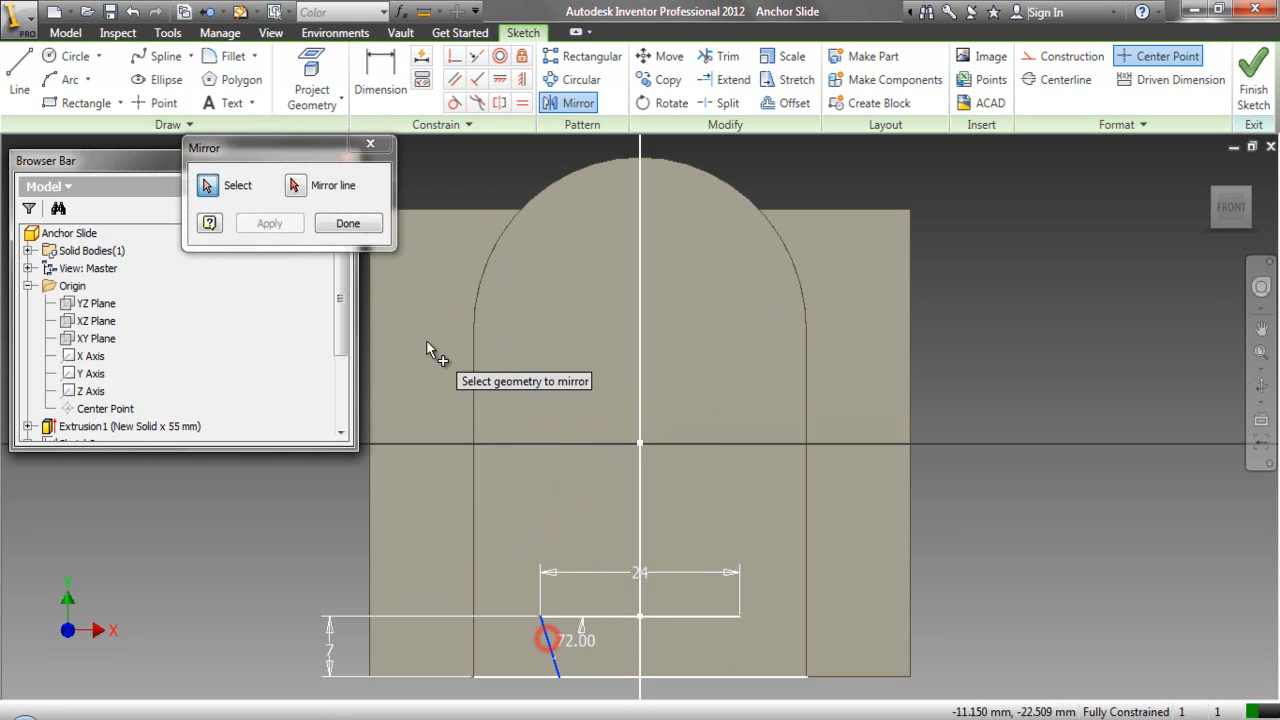 Color
Autodesk Inventor Professional 2012 Anchor Slide
Sign In
PRO
Model Inspect Tools Manage View Environments Vault Get Started Sketch
Line
Circle
Arc
Rectangle
Spline
Ellipse
Point
Fillet
Polygon
Text
Project Geometry
Dimension
Rectangular
Circular
Mirror
Move
Copy
Rotate
Trim
Extend
Split
Scale
Stretch
Offset
Make Part
Make Components
Create Block
Image
Points
ACAD
Construction
Centerline
Center Point
Driven Dimension
Finish Sketch
Draw Constrain Pattern Modify Layout Insert Format Exit
Browser Bar
Model
Anchor Slide
Solid Bodies(1)
View: Master
Origin
YZ Plane
XZ Plane
XY Plane
X Axis
Y Axis
Z Axis
Center Point
Extrusion1 (New Solid x 55 mm)
Mirror
Select
Mirror line
Apply
Done
FRONT
Select geometry to mirror
24
72.00
7
Y
X
-11.150 mm, -22.509 mm Fully Constrained 1 1